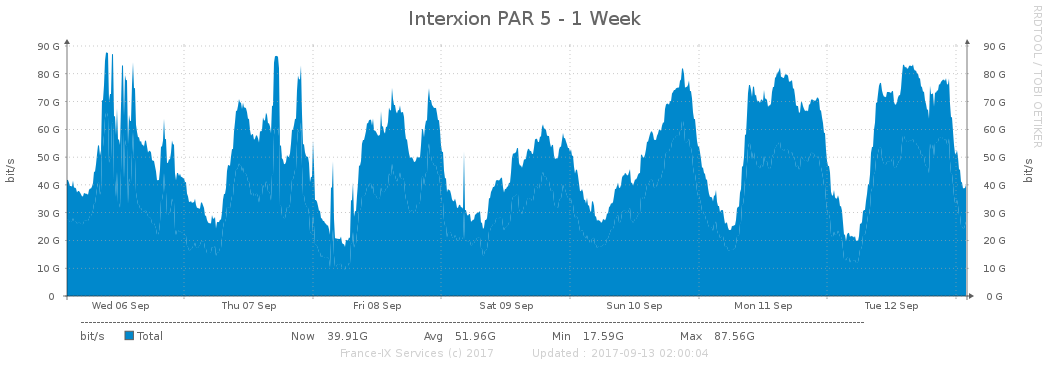 Interxion PAR 5 - 1 Week
RRDTOOL / TOBI OETIKER
90 G 90 G
80 G 80 G
70 G 70 G
60 G 60 G
50 G 50 G
40 G 40 G
30 G 30 G
20 G 20 G
10 G 10 G
0 0 G
bit/s bit/s
Wed 06 Sep Thu 07 Sep Fri 08 Sep Sat 09 Sep Sun 10 Sep Mon 11 Sep Tue 12 Sep
bit/s Total Now 39.91G Avg 51.96G Min 17.59G Max 87.56G
France-IX Services (c) 2017 Updated : 2017-09-13 02:00:04